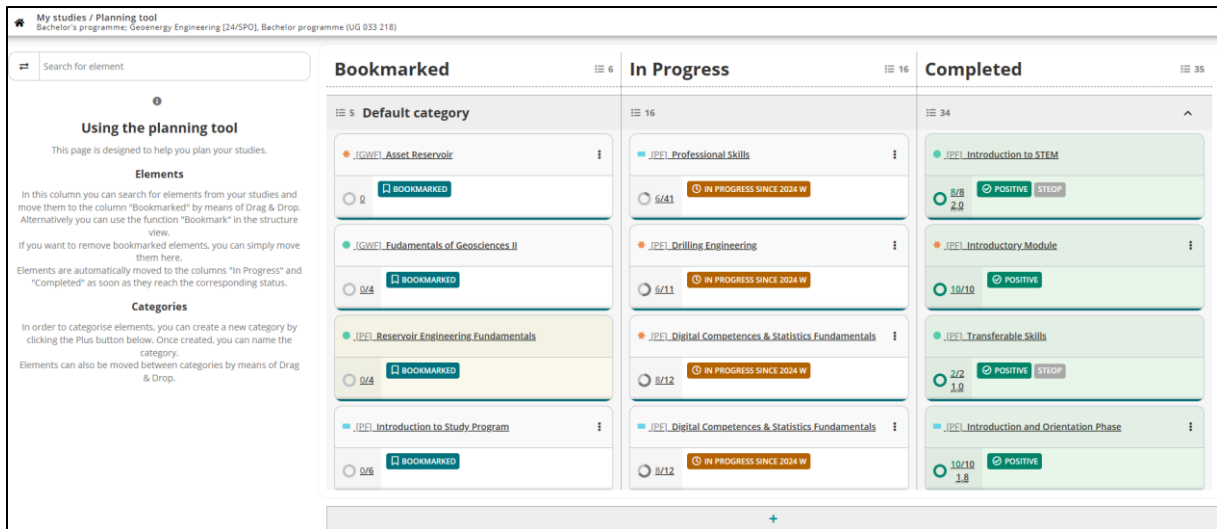 My studies / Planning tool
Bachelor's programme; Geoenergy Engineering [24/SPO], Bachelor programme (UG 033 218)
Search for element
Using the planning tool
This page is designed to help you plan your studies.
Elements
In this column you can search for elements from your studies and
move them to the column "Bookmarked" by means of Drag & Drop.
Alternatively you can use the function "Bookmark" in the structure
view.
If you want to remove bookmarked elements, you can simply move
them here.
Elements are automatically moved to the columns "In Progress" and
"Completed" as soon as they reach the corresponding status.
Categories
In order to categorise elements, you can create a new category by
clicking the Plus button below. Once created, you can name the
category.
Elements can also be moved between categories by means of Drag
& Drop.
Bookmarked
6
5 Default category
[GWF] Asset Reservoir
0
BOOKMARKED
[GWF] Fudamentals of Geosciences II
0/4
BOOKMARKED
[PF] Reservoir Engineering Fundamentals
0/4
BOOKMARKED
[PF] Introduction to Study Program
0/6
BOOKMARKED
In Progress
16
16
[PF] Professional Skills
6/41
IN PROGRESS SINCE 2024 W
[PF] Drilling Engineering
6/11
IN PROGRESS SINCE 2024 W
[PF] Digital Competences & Statistics Fundamentals
8/12
IN PROGRESS SINCE 2024 W
[PF] Digital Competences & Statistics Fundamentals
8/12
IN PROGRESS SINCE 2024 W
Completed
35
34
[PF] Introduction to STEM
8/8
2,0
POSITIVE STEOP
[PF] Introductory Module
10/10
POSITIVE
[PF] Transferable Skills
2/2
1,0
POSITIVE STEOP
[PF] Introduction and Orientation Phase
10/10
1,8
POSITIVE
+